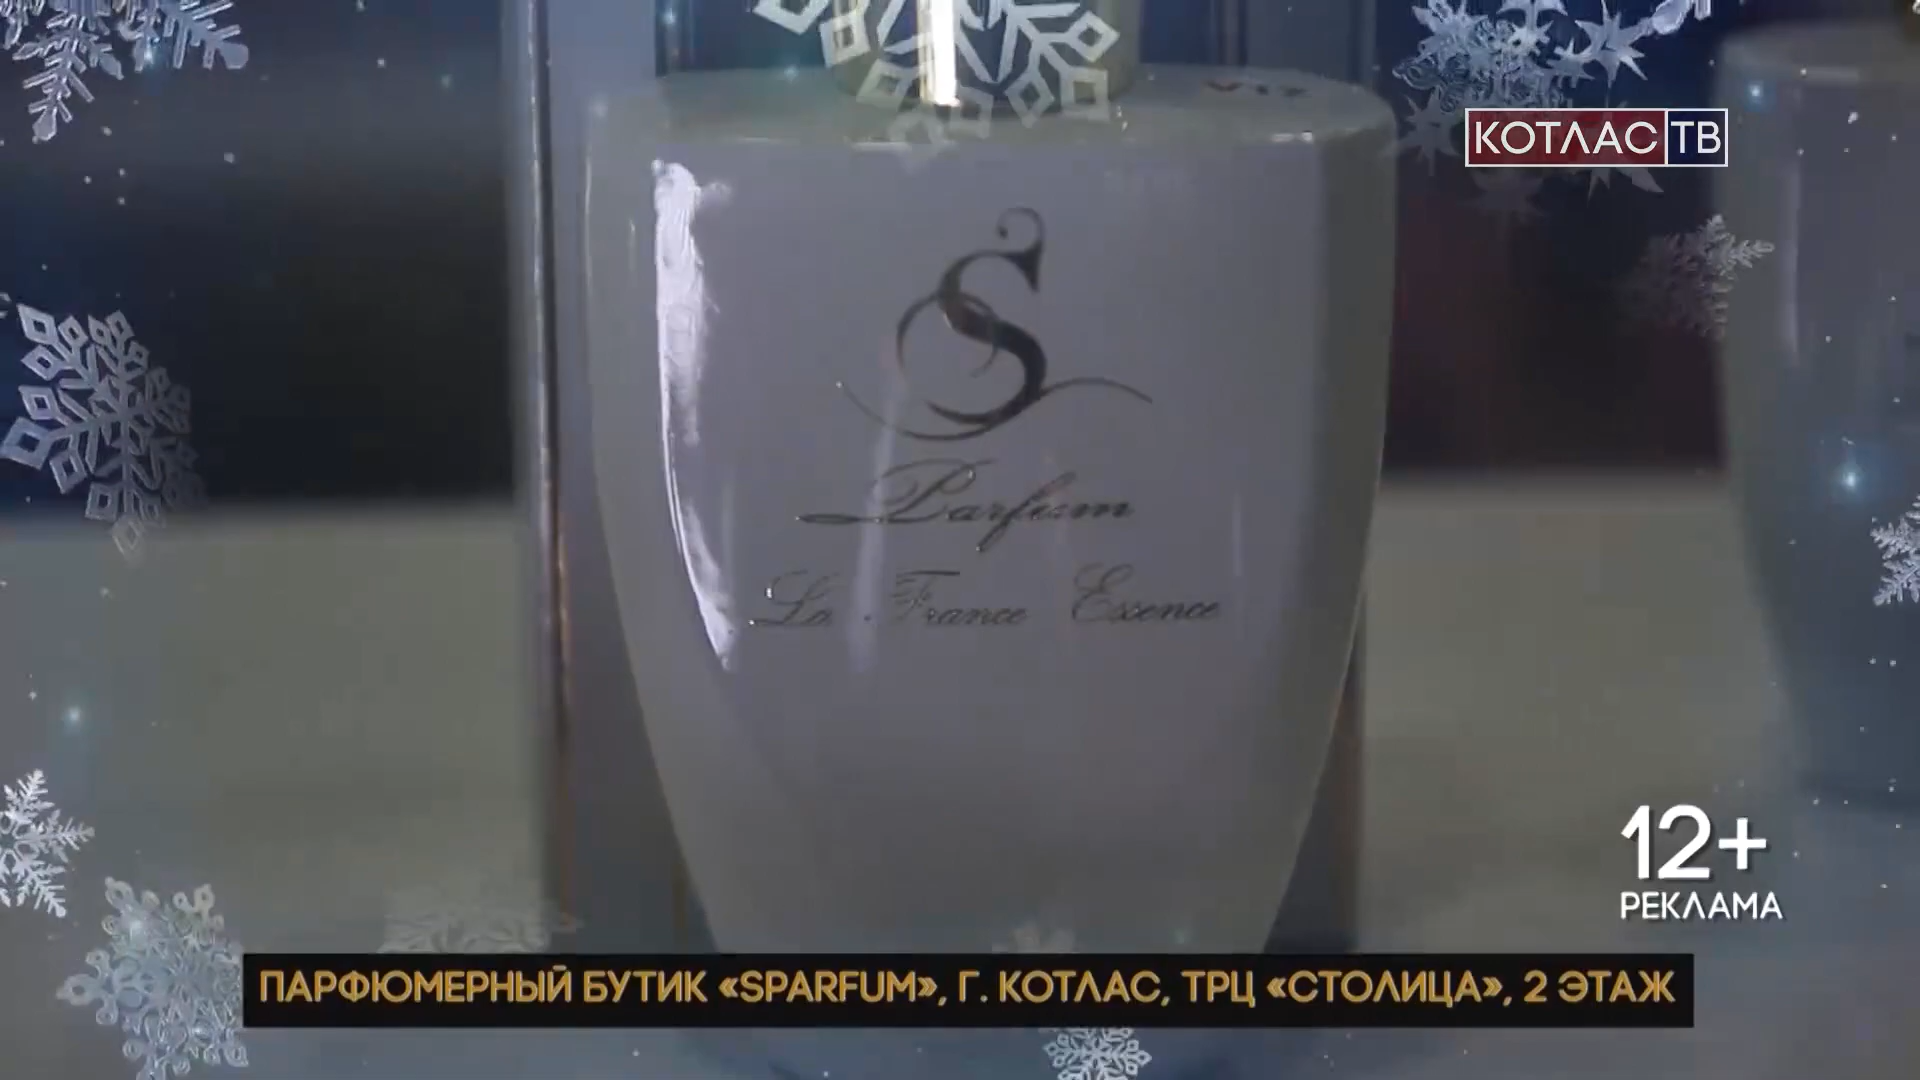 КОТЛАС ТВ
S
Parfum
La France Essence
12+
РЕКЛАМА
ПАРФЮМЕРНЫЙ БУТИК «SPARFUM», Г. КОТЛАС, ТРЦ «СТОЛИЦА», 2 ЭТАЖ